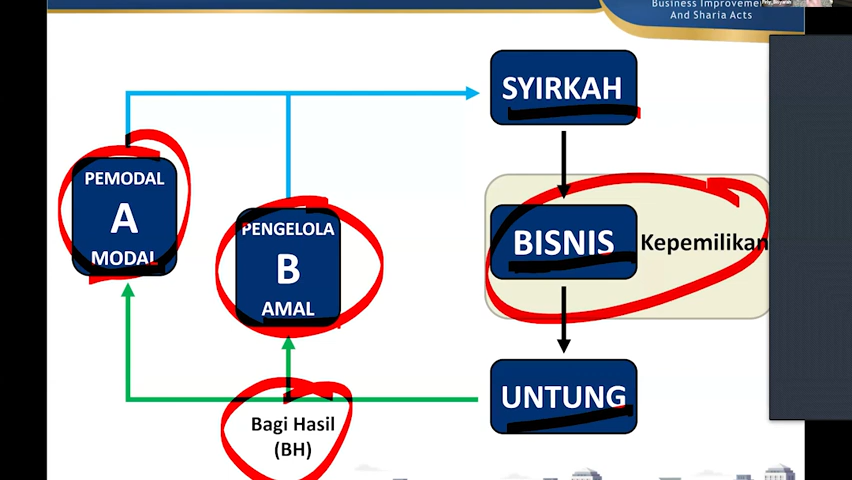 Business Improvement
And Sharia Acts
SYIRKAH
PEMODAL
A
MODAL
PENGELOLA
B
AMAL
BISNIS
Kepemilikan
UNTUNG
Bagi Hasil
(BH)